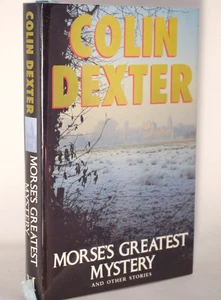 COLIN
DEXTER
MORSE'S GREATEST
MYSTERY
AND OTHER STORIES
COLIN DEXTER
MORSE'S GREATEST
MYSTERY